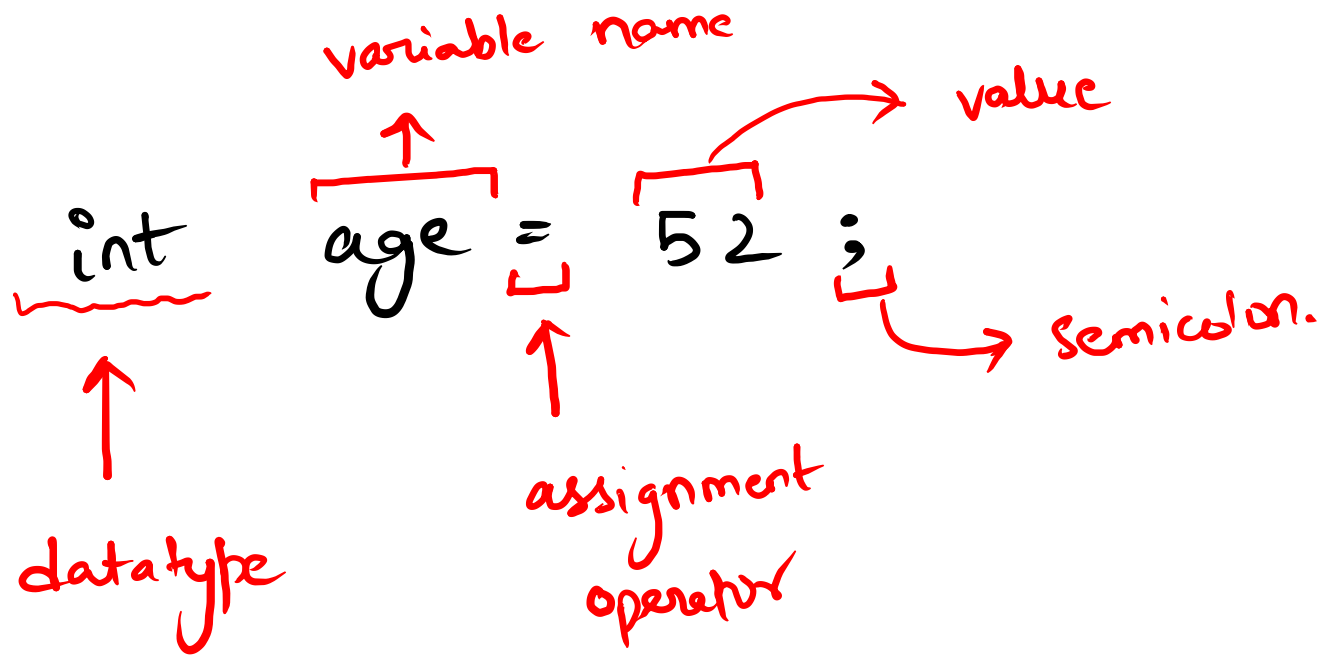 variable name
value
int age = 52 ;
semicolon.
assignment
operator
datatype